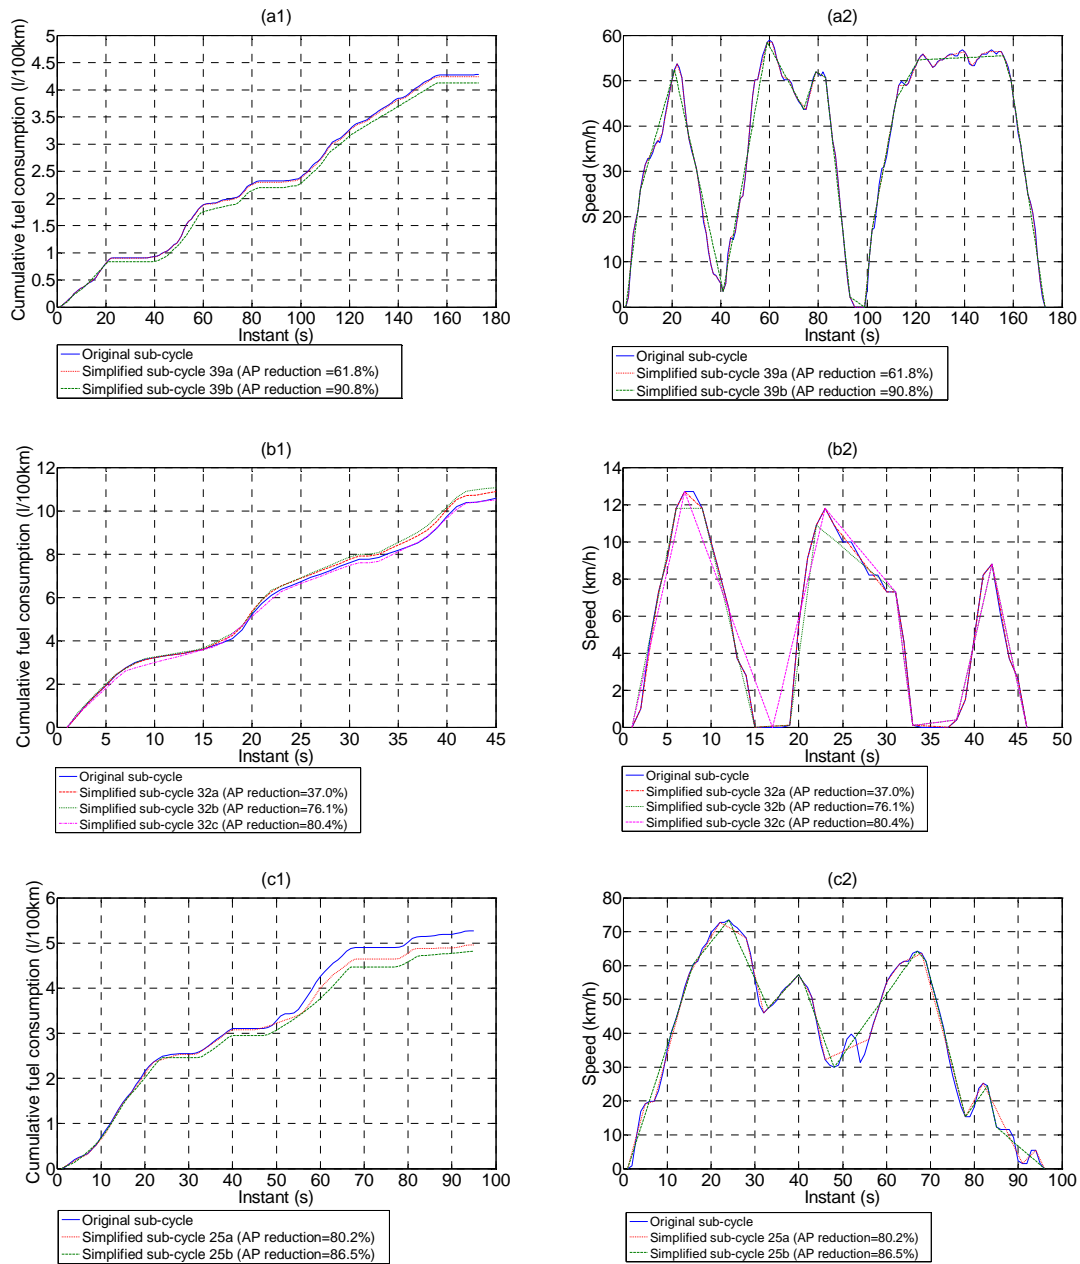 (a1)
Cumulative fuel consumption (l/100km)
5
4.5
4
3.5
3
2.5
2
1.5
1
0.5
0
0 20 40 60 80 100 120 140 160 180
Instant (s)
Original sub-cycle
Simplified sub-cycle 39a (AP reduction =61.8%)
Simplified sub-cycle 39b (AP reduction =90.8%)
(a2)
Speed (km/h)
60
50
40
30
20
10
0
0 20 40 60 80 100 120 140 160 180
Instant (s)
Original sub-cycle
Simplified sub-cycle 39a (AP reduction =61.8%)
Simplified sub-cycle 39b (AP reduction =90.8%)
(b1)
Cumulative fuel consumption (l/100km)
12
10
8
6
4
2
0
0 5 10 15 20 25 30 35 40 45
Instant (s)
Original sub-cycle
Simplified sub-cycle 32a (AP reduction=37.0%)
Simplified sub-cycle 32b (AP reduction=76.1%)
Simplified sub-cycle 32c (AP reduction=80.4%)
(b2)
Speed (km/h)
14
12
10
8
6
4
2
0
0 5 10 15 20 25 30 35 40 45 50
Instant (s)
Original sub-cycle
Simplified sub-cycle 32a (AP reduction=37.0%)
Simplified sub-cycle 32b (AP reduction=76.1%)
Simplified sub-cycle 32c (AP reduction=80.4%)
(c1)
Cumulative fuel consumption (l/100km)
6
5
4
3
2
1
0
0 10 20 30 40 50 60 70 80 90 100
Instant (s)
Original sub-cycle
Simplified sub-cycle 25a (AP reduction=80.2%)
Simplified sub-cycle 25b (AP reduction=86.5%)
(c2)
Speed (km/h)
80
70
60
50
40
30
20
10
0
0 10 20 30 40 50 60 70 80 90 100
Instant (s)
Original sub-cycle
Simplified sub-cycle 25a (AP reduction=80.2%)
Simplified sub-cycle 25b (AP reduction=86.5%)